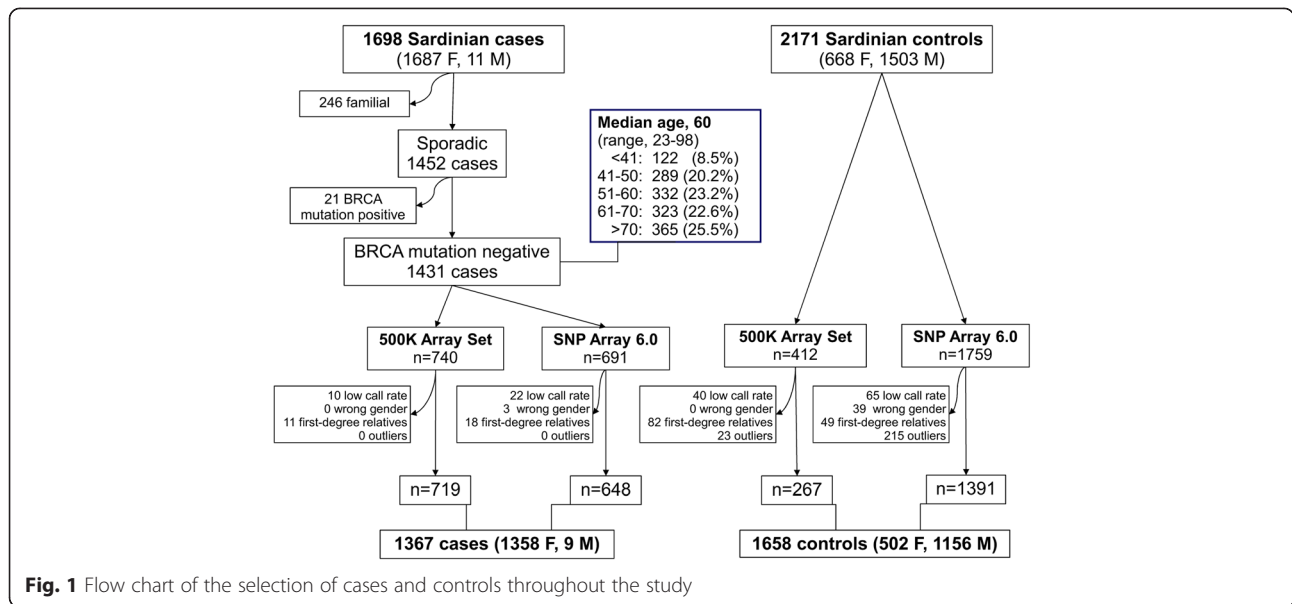 1698 Sardinian cases
(1687 F, 11 M)
2171 Sardinian controls
(668 F, 1503 M)
246 familial
Sporadic
1452 cases
21 BRCA
mutation positive
BRCA mutation negative
1431 cases
Median age, 60
(range, 23-98)
<41: 122 (8.5%)
41-50: 289 (20.2%)
51-60: 332 (23.2%)
61-70: 323 (22.6%)
>70: 365 (25.5%)
500K Array Set
n=740
SNP Array 6.0
n=691
500K Array Set
n=412
SNP Array 6.0
n=1759
10 low call rate
0 wrong gender
11 first-degree relatives
0 outliers
22 low call rate
3 wrong gender
18 first-degree relatives
0 outliers
40 low call rate
0 wrong gender
82 first-degree relatives
23 outliers
65 low call rate
39 wrong gender
49 first-degree relatives
215 outliers
n=719
n=648
n=267
n=1391
1367 cases (1358 F, 9 M)
1658 controls (502 F, 1156 M)
Fig. 1 Flow chart of the selection of cases and controls throughout the study